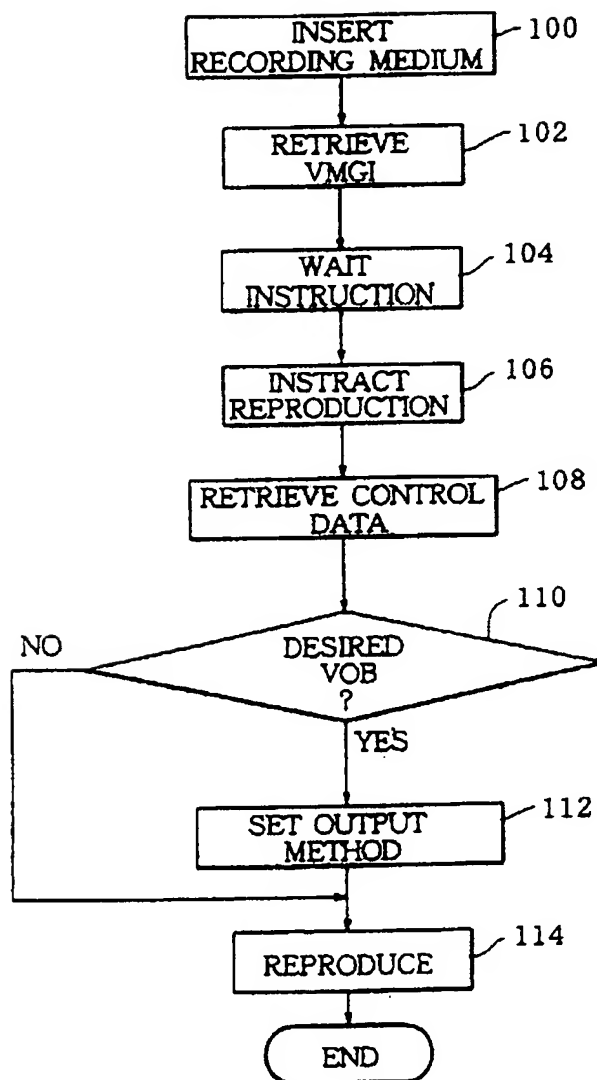 INSERT
RECORDING MEDIUM
100
RETRIEVE
VMGI
102
WAIT
INSTRUCTION
104
INSTRACT
REPRODUCTION
106
RETRIEVE CONTROL
DATA
108
110
NO
DESIRED
VOB
?
YES
SET OUTPUT
METHOD
112
REPRODUCE
114
END